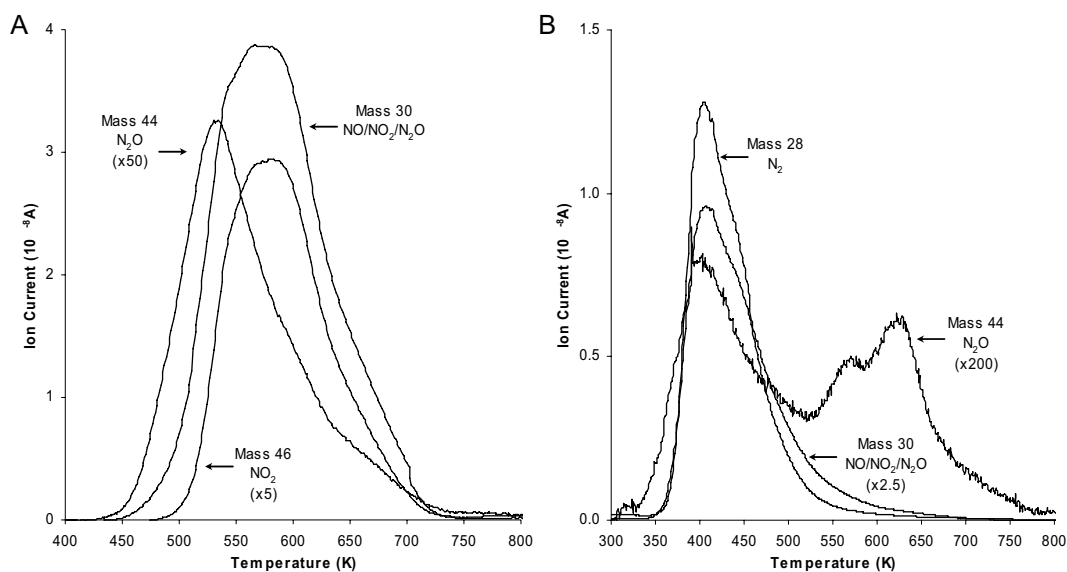 A
Ion Current (10 ⁻⁸A)
4
3
2
1
0
Mass 44
N₂O
(x50)
Mass 30
NO/NO₂/N₂O
Mass 46
NO₂
(x5)
400 450 500 550 600 650 700 750 800
Temperature (K)
B
Ion Current (10 ⁻⁸A)
1.5
1.0
0.5
0.0
Mass 28
N₂
Mass 44
N₂O
(x200)
Mass 30
NO/NO₂/N₂O
(x2.5)
300 350 400 450 500 550 600 650 700 750 800
Temperature (K)